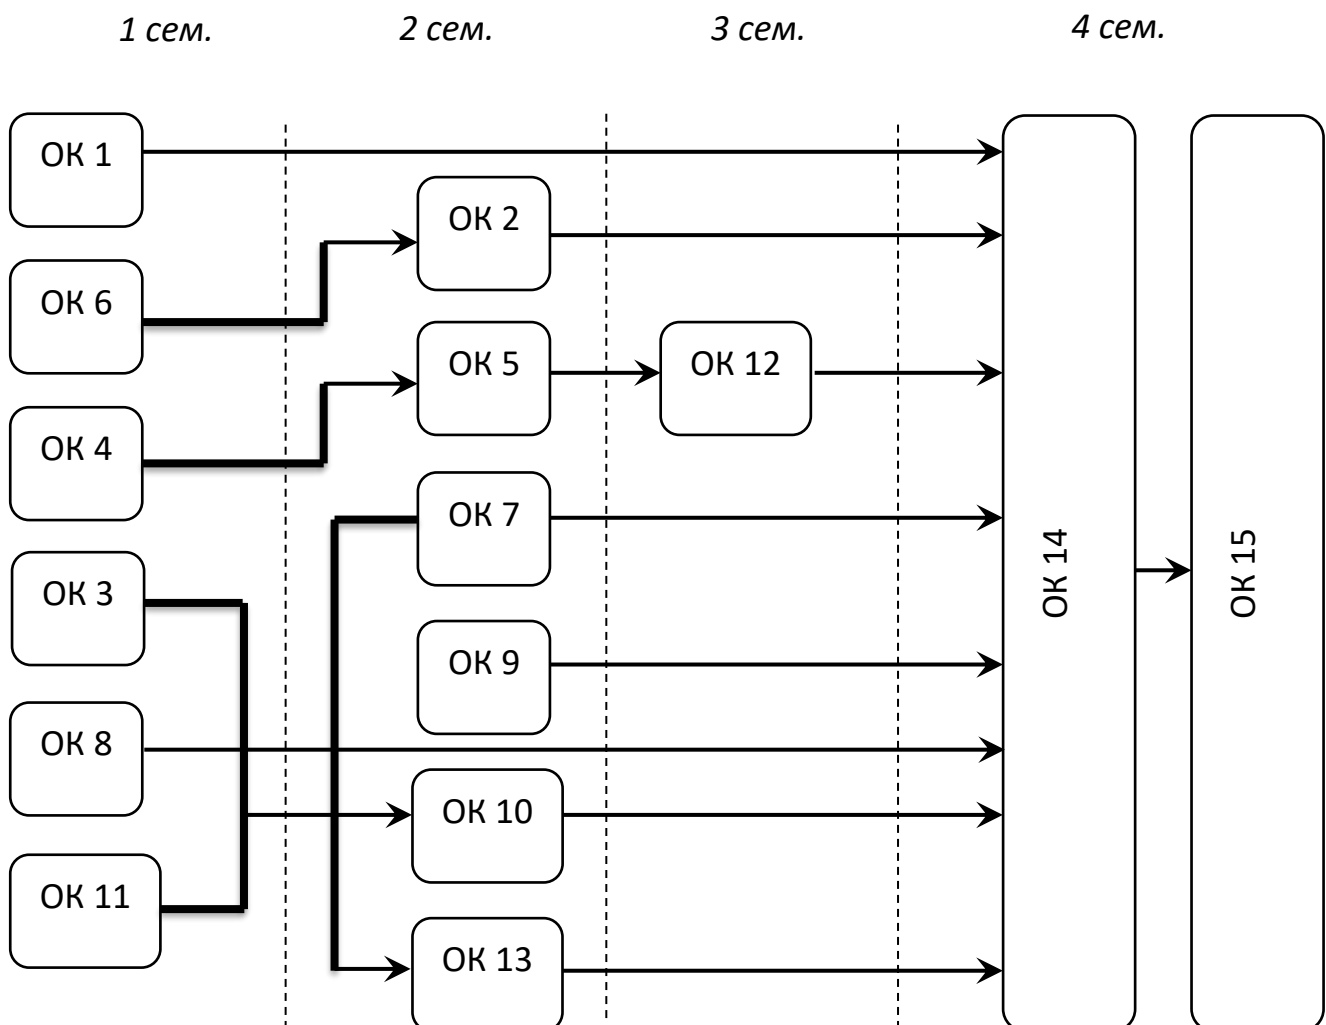 1 сем. 2 сем. 3 сем. 4 сем.
ОК 1
ОК 2
ОК 6
ОК 5
ОК 12
ОК 4
ОК 7
ОК 3
ОК 14
ОК 15
ОК 9
ОК 8
ОК 10
ОК 11
ОК 13